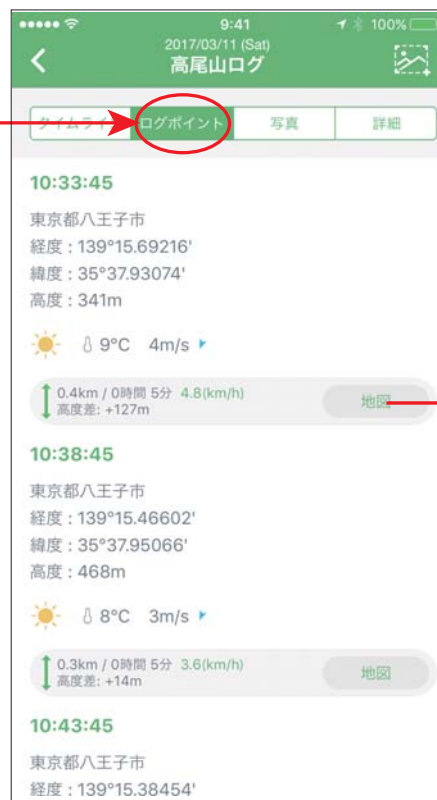 9:41
100%
2017/03/11 (Sat)
高尾山ログ
タイムライン ログポイント 写真 詳細
10:33:45
東京都八王子市
経度 : 139°15.69216'
緯度 : 35°37.93074'
高度 : 341m
9°C 4m/s
0.4km / 0時間 5分 4.8(km/h)
高度差: +127m
地図
10:38:45
東京都八王子市
経度 : 139°15.46602'
緯度 : 35°37.95066'
高度 : 468m
8°C 3m/s
0.3km / 0時間 5分 3.6(km/h)
高度差: +14m
地図
10:43:45
東京都八王子市
経度 : 139°15.38454'